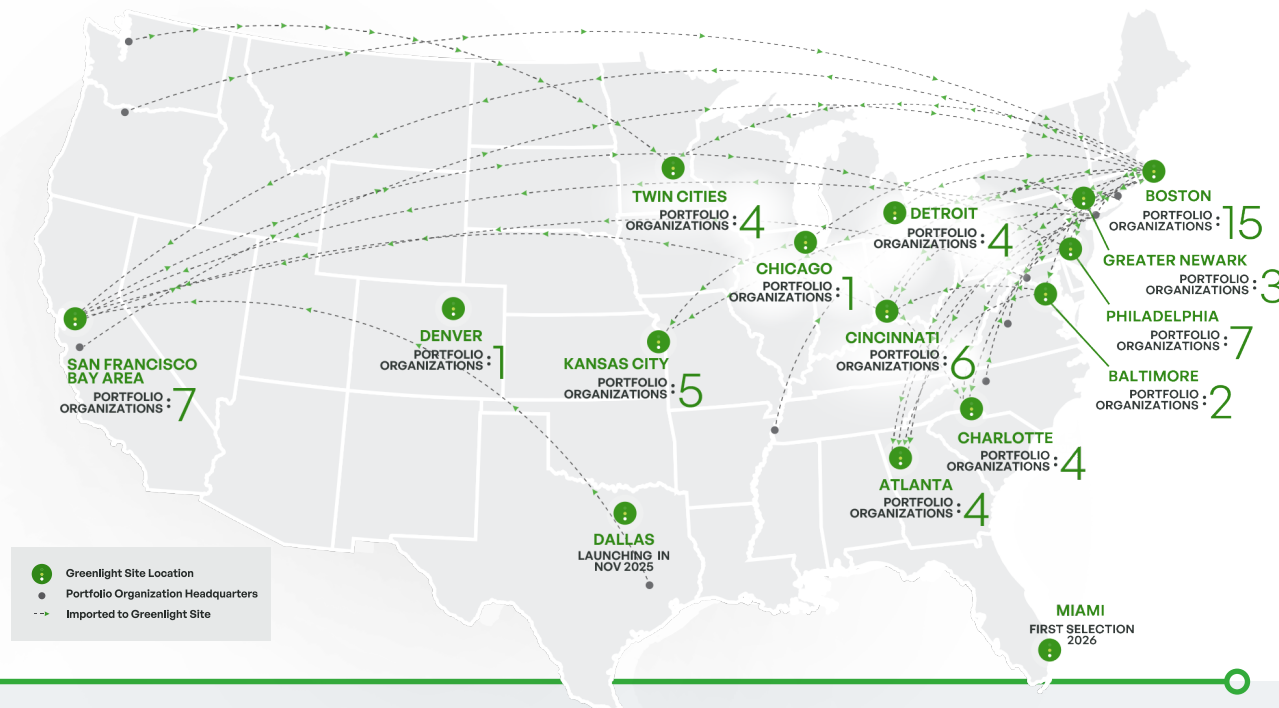 TWIN CITIES
PORTFOLIO
ORGANIZATIONS : 4
DETROIT
PORTFOLIO
ORGANIZATIONS : 4
BOSTON
PORTFOLIO
ORGANIZATIONS : 15
CHICAGO
PORTFOLIO
ORGANIZATIONS : 1
GREATER NEWARK
PORTFOLIO
ORGANIZATIONS : 3
PHILADELPHIA
PORTFOLIO
ORGANIZATIONS : 7
DENVER
PORTFOLIO
ORGANIZATIONS : 1
KANSAS CITY
PORTFOLIO
ORGANIZATIONS : 5
CINCINNATI
PORTFOLIO
ORGANIZATIONS : 6
SAN FRANCISCO
BAY AREA
PORTFOLIO
ORGANIZATIONS : 7
BALTIMORE
PORTFOLIO
ORGANIZATIONS : 2
CHARLOTTE
PORTFOLIO
ORGANIZATIONS : 4
ATLANTA
PORTFOLIO
ORGANIZATIONS : 4
DALLAS
LAUNCHING IN
NOV 2025
Greenlight Site Location
Portfolio Organization Headquarters
Imported to Greenlight Site
MIAMI
FIRST SELECTION
2026